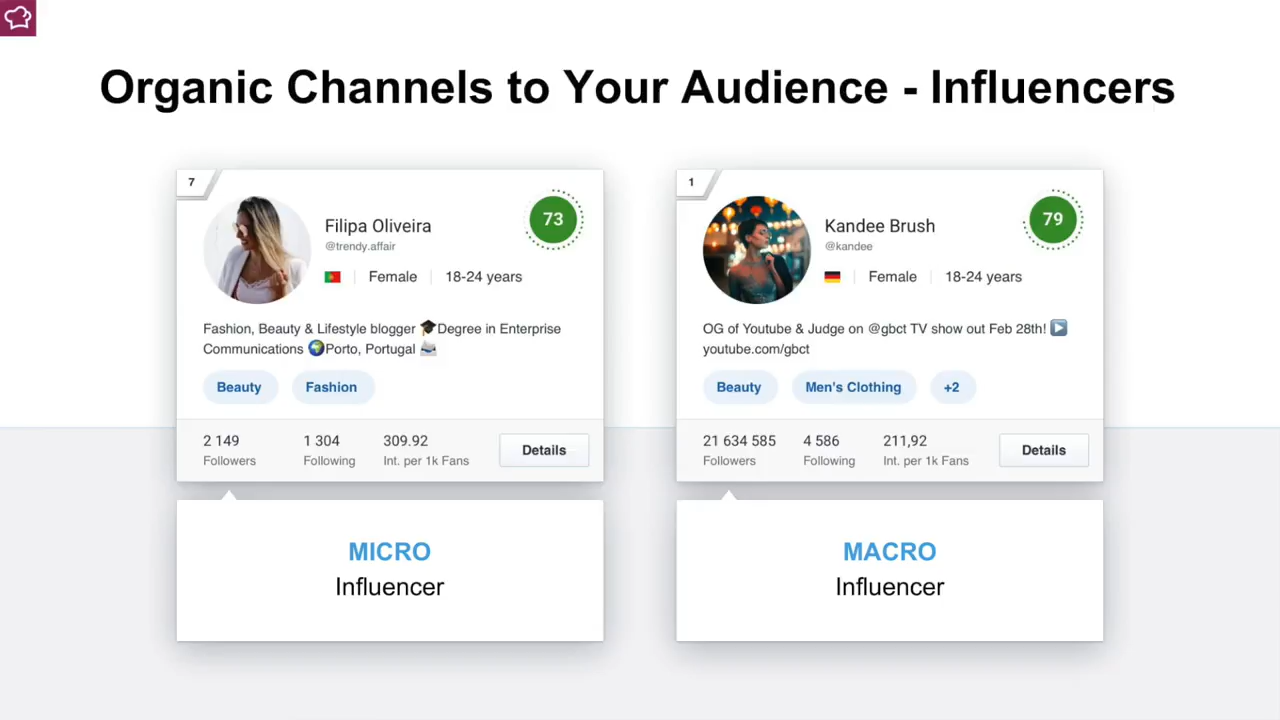 Organic Channels to Your Audience - Influencers
7
73
Filipa Oliveira
@trendy.affair
Female
18-24 years
Fashion, Beauty & Lifestyle blogger 🎓Degree in Enterprise
Communications 🌍Porto, Portugal
Beauty
Fashion
2 149
1 304
309.92
Followers
Following
Int. per 1k Fans
Details
MICRO
Influencer
1
79
Kandee Brush
@kandee
Female
18-24 years
OG of Youtube & Judge on @gbct TV show out Feb 28th! ▶️
youtube.com/gbct
Beauty
Men's Clothing
+2
21 634 585
4 586
211,92
Followers
Following
Int. per 1k Fans
Details
MACRO
Influencer